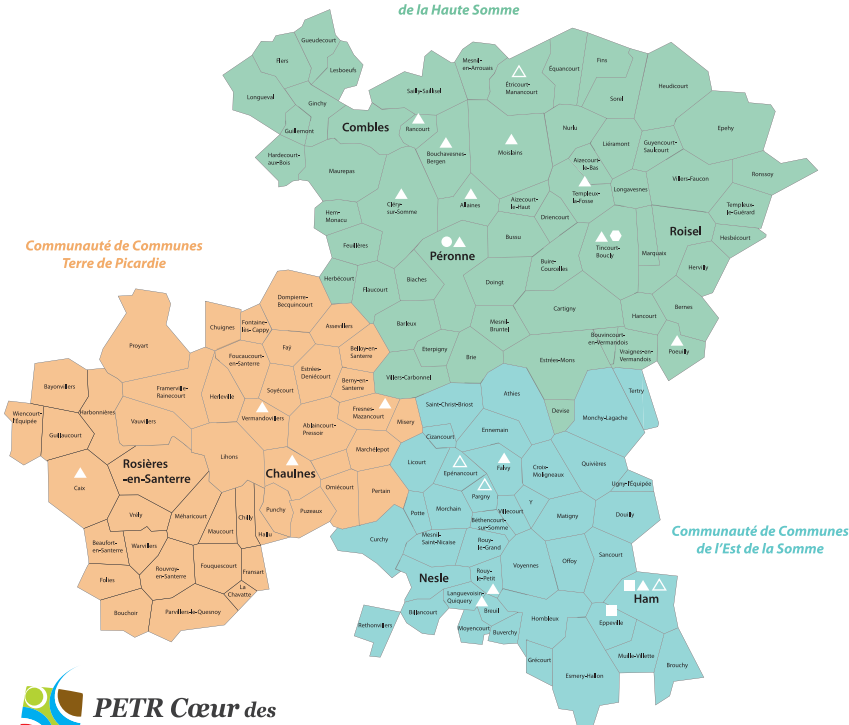 de la Haute Somme
Gueudecourt
Flers
Lesboeufs
Longueval
Ginchy
Guillemont
Hardecourt-
aux-Bois
Combles
Sailly-Saillisel
Mesnil-
en-Arrouaise
Étricourt-
Manancourt
Équancourt
Fins
Sorel
Heudicourt
Epehy
Rancourt
Bouchavesnes-
Bergen
Moislains
Nurlu
Liéramont
Guyencourt-
Saulcourt
Maurepas
Aizecourt-
le-Bas
Templeux-
la-Fosse
Longavesnes
Villers-Faucon
Ronssoy
Templeux-
le-Guérard
Cléry-
sur-Somme
Allaines
Aizecourt-
le-Haut
Driencourt
Hem-
Monacu
Feuillères
Péronne
Bussu
Tincourt-
Boucly
Marquaix
Roisel
Hesbécourt
Hervilly
Buire-
Courcelles
Herbécourt
Flaucourt
Biaches
Doingt
Cartigny
Hancourt
Bernes
Barleux
Mesnil-
Bruntel
Bouvincourt-
en-Vermandois
Vraignes-en-
Vermandois
Poeuilly
Eterpigny
Brie
Estrées-Mons
Villers-Carbonnel
Devise
Communauté de Communes
Terre de Picardie
Dompierre-
Becquincourt
Chuignes
Fontaine-
lès-Cappy
Assevillers
Proyart
Foucaucourt-
en-Santerre
Faÿ
Belloy-en-
Santerre
Estrées-
Deniécourt
Berny-en-
Santerre
Soyécourt
Bayonvillers
Framerville-
Rainecourt
Herleville
Harbonnières
Wiencourt-
l'Équipée
Guillaucourt
Vauvillers
Vermandovillers
Fresnes-
Mazancourt
Misery
Ablaincourt-
Pressoir
Lihons
Marchélepot
Rosières
-en-Santerre
Chaulnes
Caix
Omiécourt
Pertain
Punchy
Puzeaux
Vrély
Méharicourt
Chilly
Maucourt
Hallu
Beaufort-
en-Santerre
Warvillers
Rouvroy-
en-Santerre
Fouquescourt
Fransart
La
Chavatte
Folies
Bouchoir
Parvillers-le-Quesnoy
Saint-Christ-Briost
Athies
Tertry
Monchy-Lagache
Cizancourt
Ennemain
Licourt
Epénancourt
Falvy
Croix-
Moligneaux
Quivières
Ugny-l'Équipée
Pargny
Potte
Morchain
Villecourt
Y
Matigny
Douilly
Béthencourt-
sur-Somme
Curchy
Mesnil-
Saint-Nicaise
Rouy-
le-Grand
Voyennes
Offoy
Sancourt
Communauté de Communes
de l'Est de la Somme
Nesle
Rouy-
le-Petit
Languevoisin-
Quiquery
Breuil
Billancourt
Rethonvillers
Moyencourt
Buverchy
Hombleux
Ham
Eppeville
Muille-Villette
Brouchy
Grécourt
Esmery-Hallon
PETR Cœur des